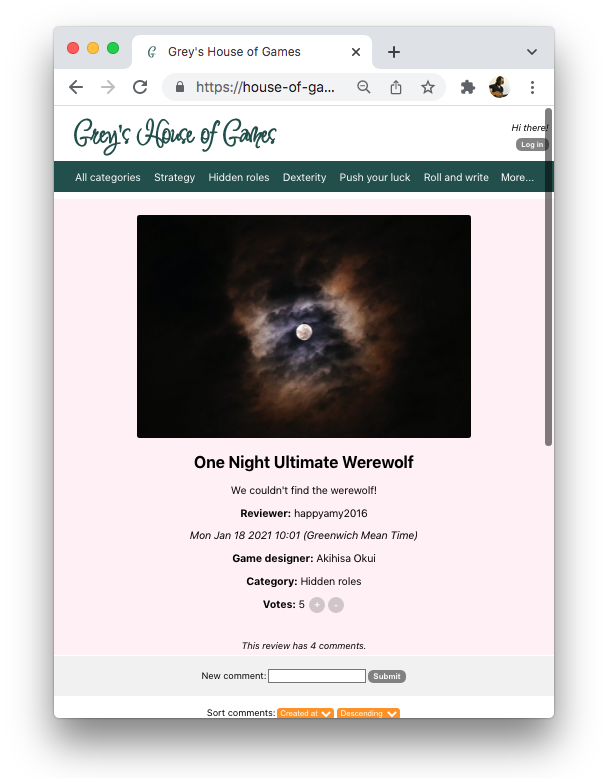 Grey's House of Games
https://house-of-ga...
Grey's House of Games
Hi there!
Log in
All categories Strategy Hidden roles Dexterity Push your luck Roll and write More...
One Night Ultimate Werewolf
We couldn't find the werewolf!
Reviewer: happyamy2016
Mon Jan 18 2021 10:01 (Greenwich Mean Time)
Game designer: Akihisa Okui
Category: Hidden roles
Votes: 5 + -
This review has 4 comments.
New comment: Submit
Sort comments: Created at Descending